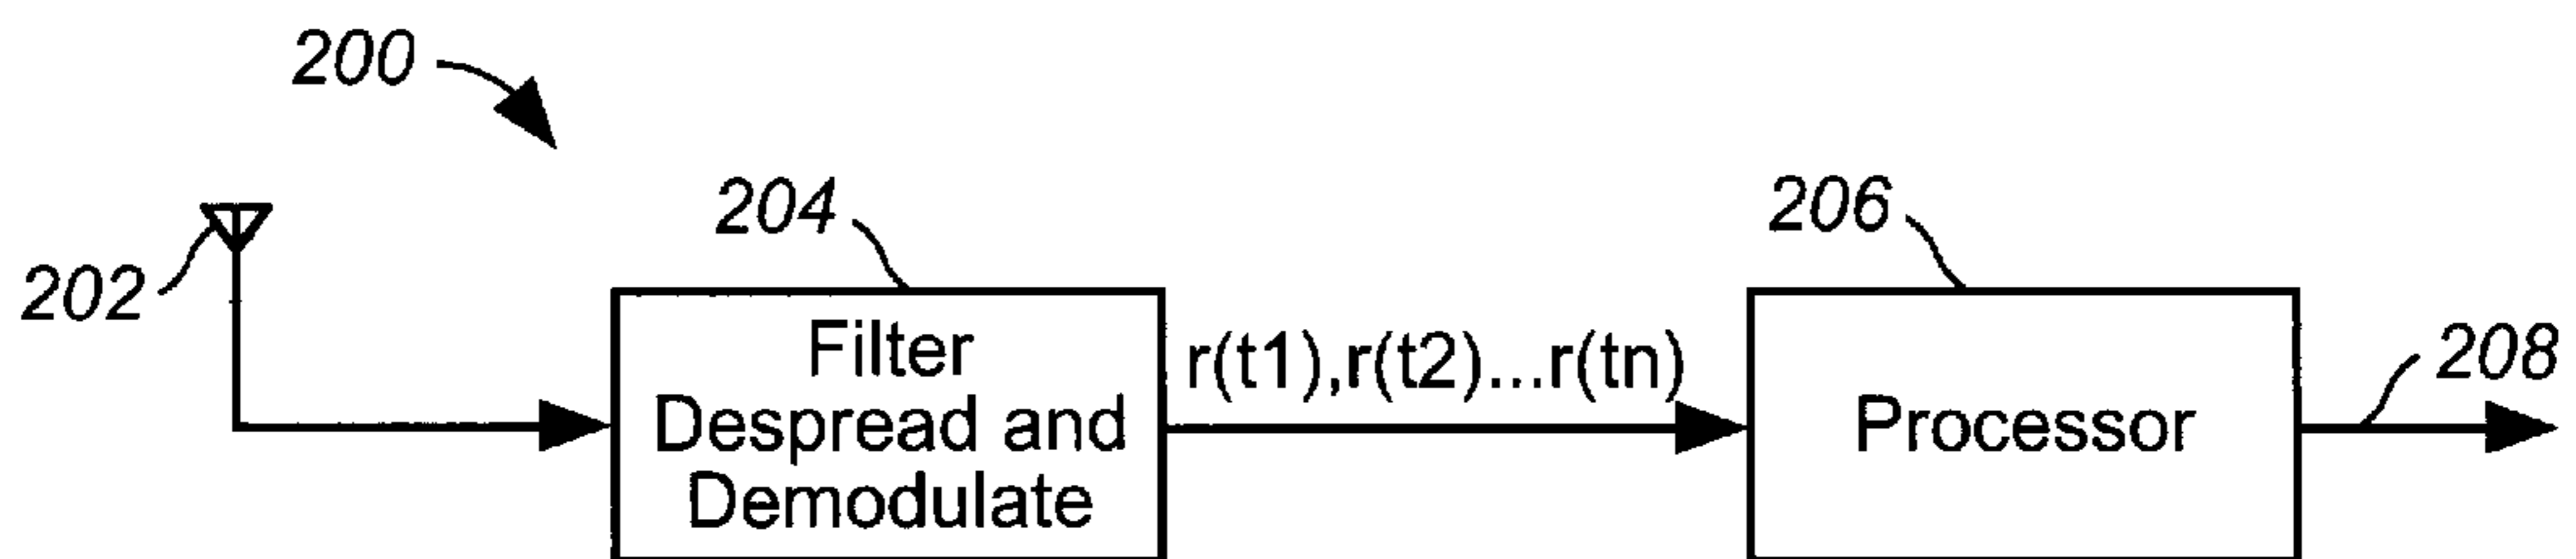 200
204
206
202
Filter
Despread and
Demodulate
r(t1),r(t2)...r(tn)
Processor
208